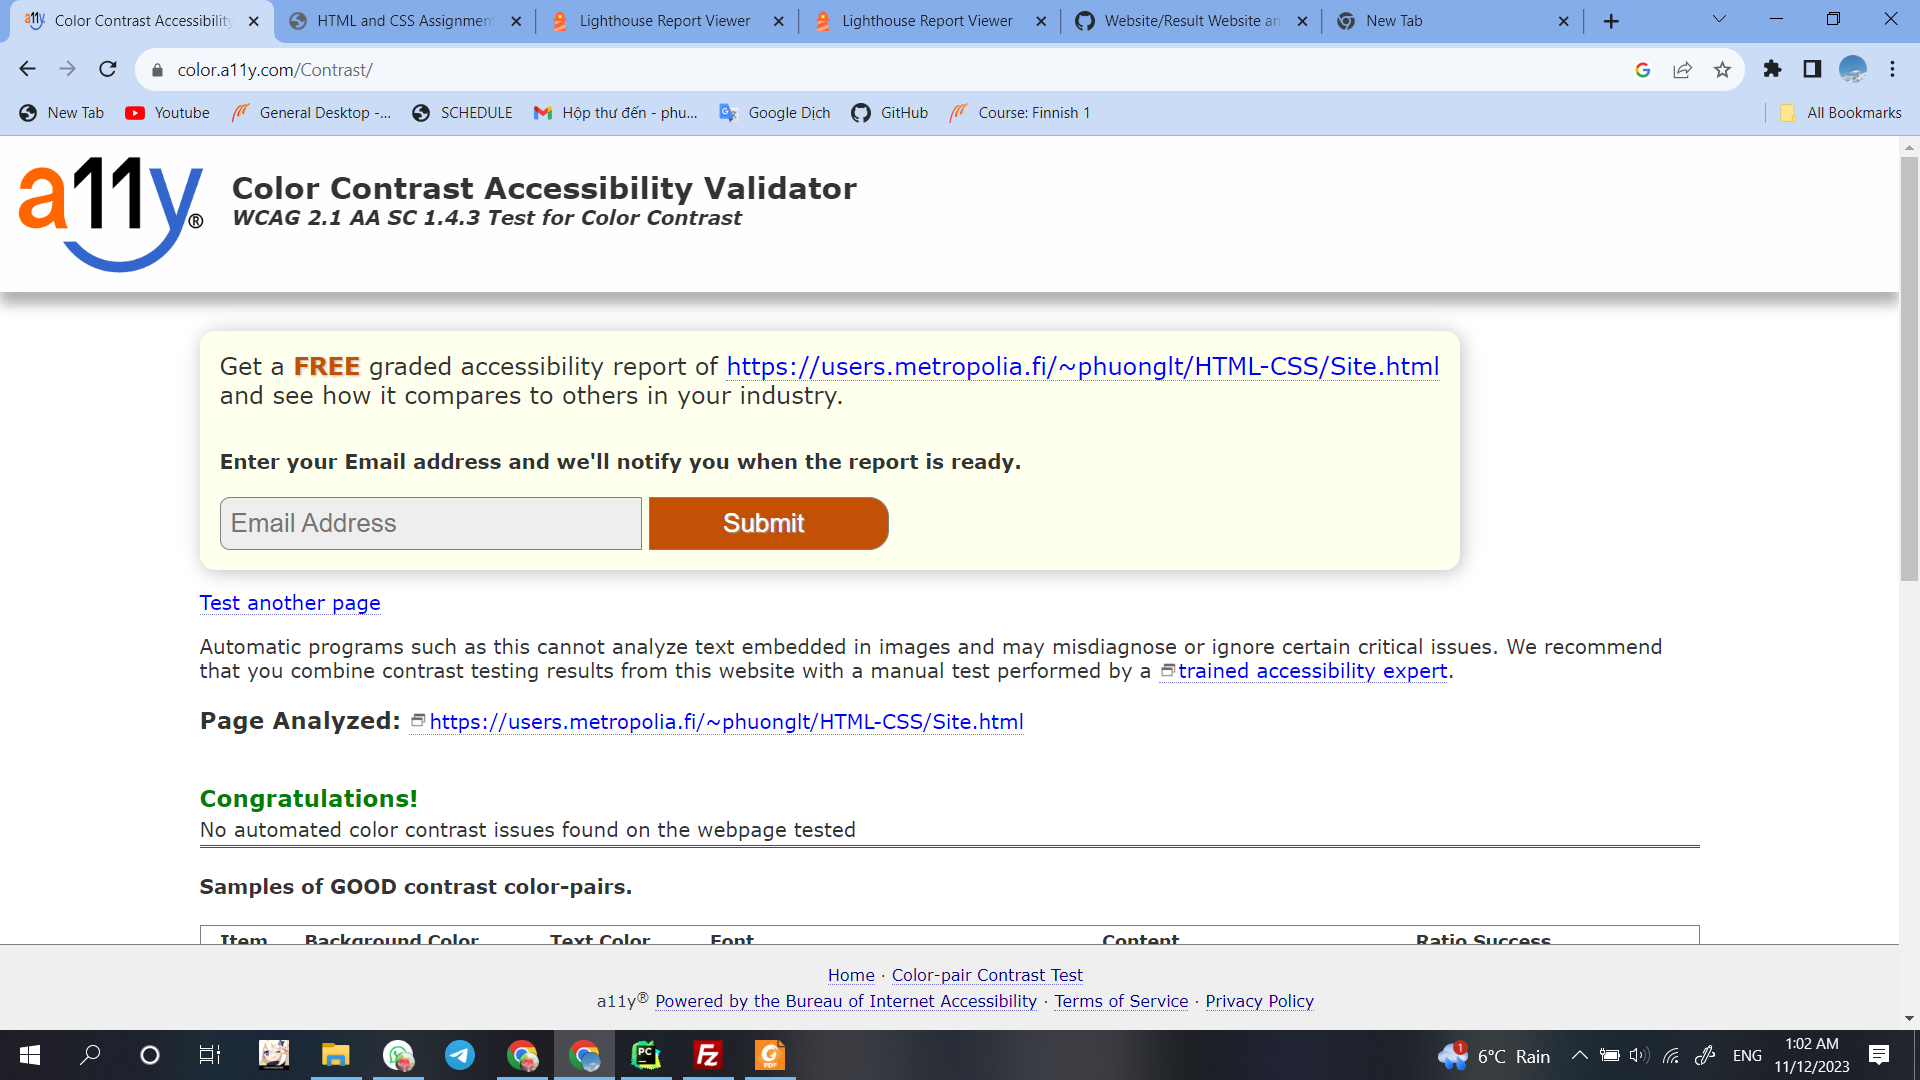 Color Contrast Accessibility
HTML and CSS Assignment
Lighthouse Report Viewer
Lighthouse Report Viewer
Website/Result Website an
New Tab
color.a11y.com/Contrast/
New Tab
Youtube
General Desktop -...
SCHEDULE
Hộp thư đến - phu...
Google Dịch
GitHub
Course: Finnish 1
All Bookmarks
a11y®
Color Contrast Accessibility Validator
WCAG 2.1 AA SC 1.4.3 Test for Color Contrast
Get a FREE graded accessibility report of https://users.metropolia.fi/~phuonglt/HTML-CSS/Site.html
and see how it compares to others in your industry.
Enter your Email address and we'll notify you when the report is ready.
Email Address
Submit
Test another page
Automatic programs such as this cannot analyze text embedded in images and may misdiagnose or ignore certain critical issues. We recommend
that you combine contrast testing results from this website with a manual test performed by a trained accessibility expert.
Page Analyzed: https://users.metropolia.fi/~phuonglt/HTML-CSS/Site.html
Congratulations!
No automated color contrast issues found on the webpage tested
Samples of GOOD contrast color-pairs.
Item Background Color Text Color Font Content Ratio Success
Home · Color-pair Contrast Test
a11y® Powered by the Bureau of Internet Accessibility · Terms of Service · Privacy Policy
PC
FZ
PDF
1
6°C Rain
ENG
1:02 AM
11/12/2023